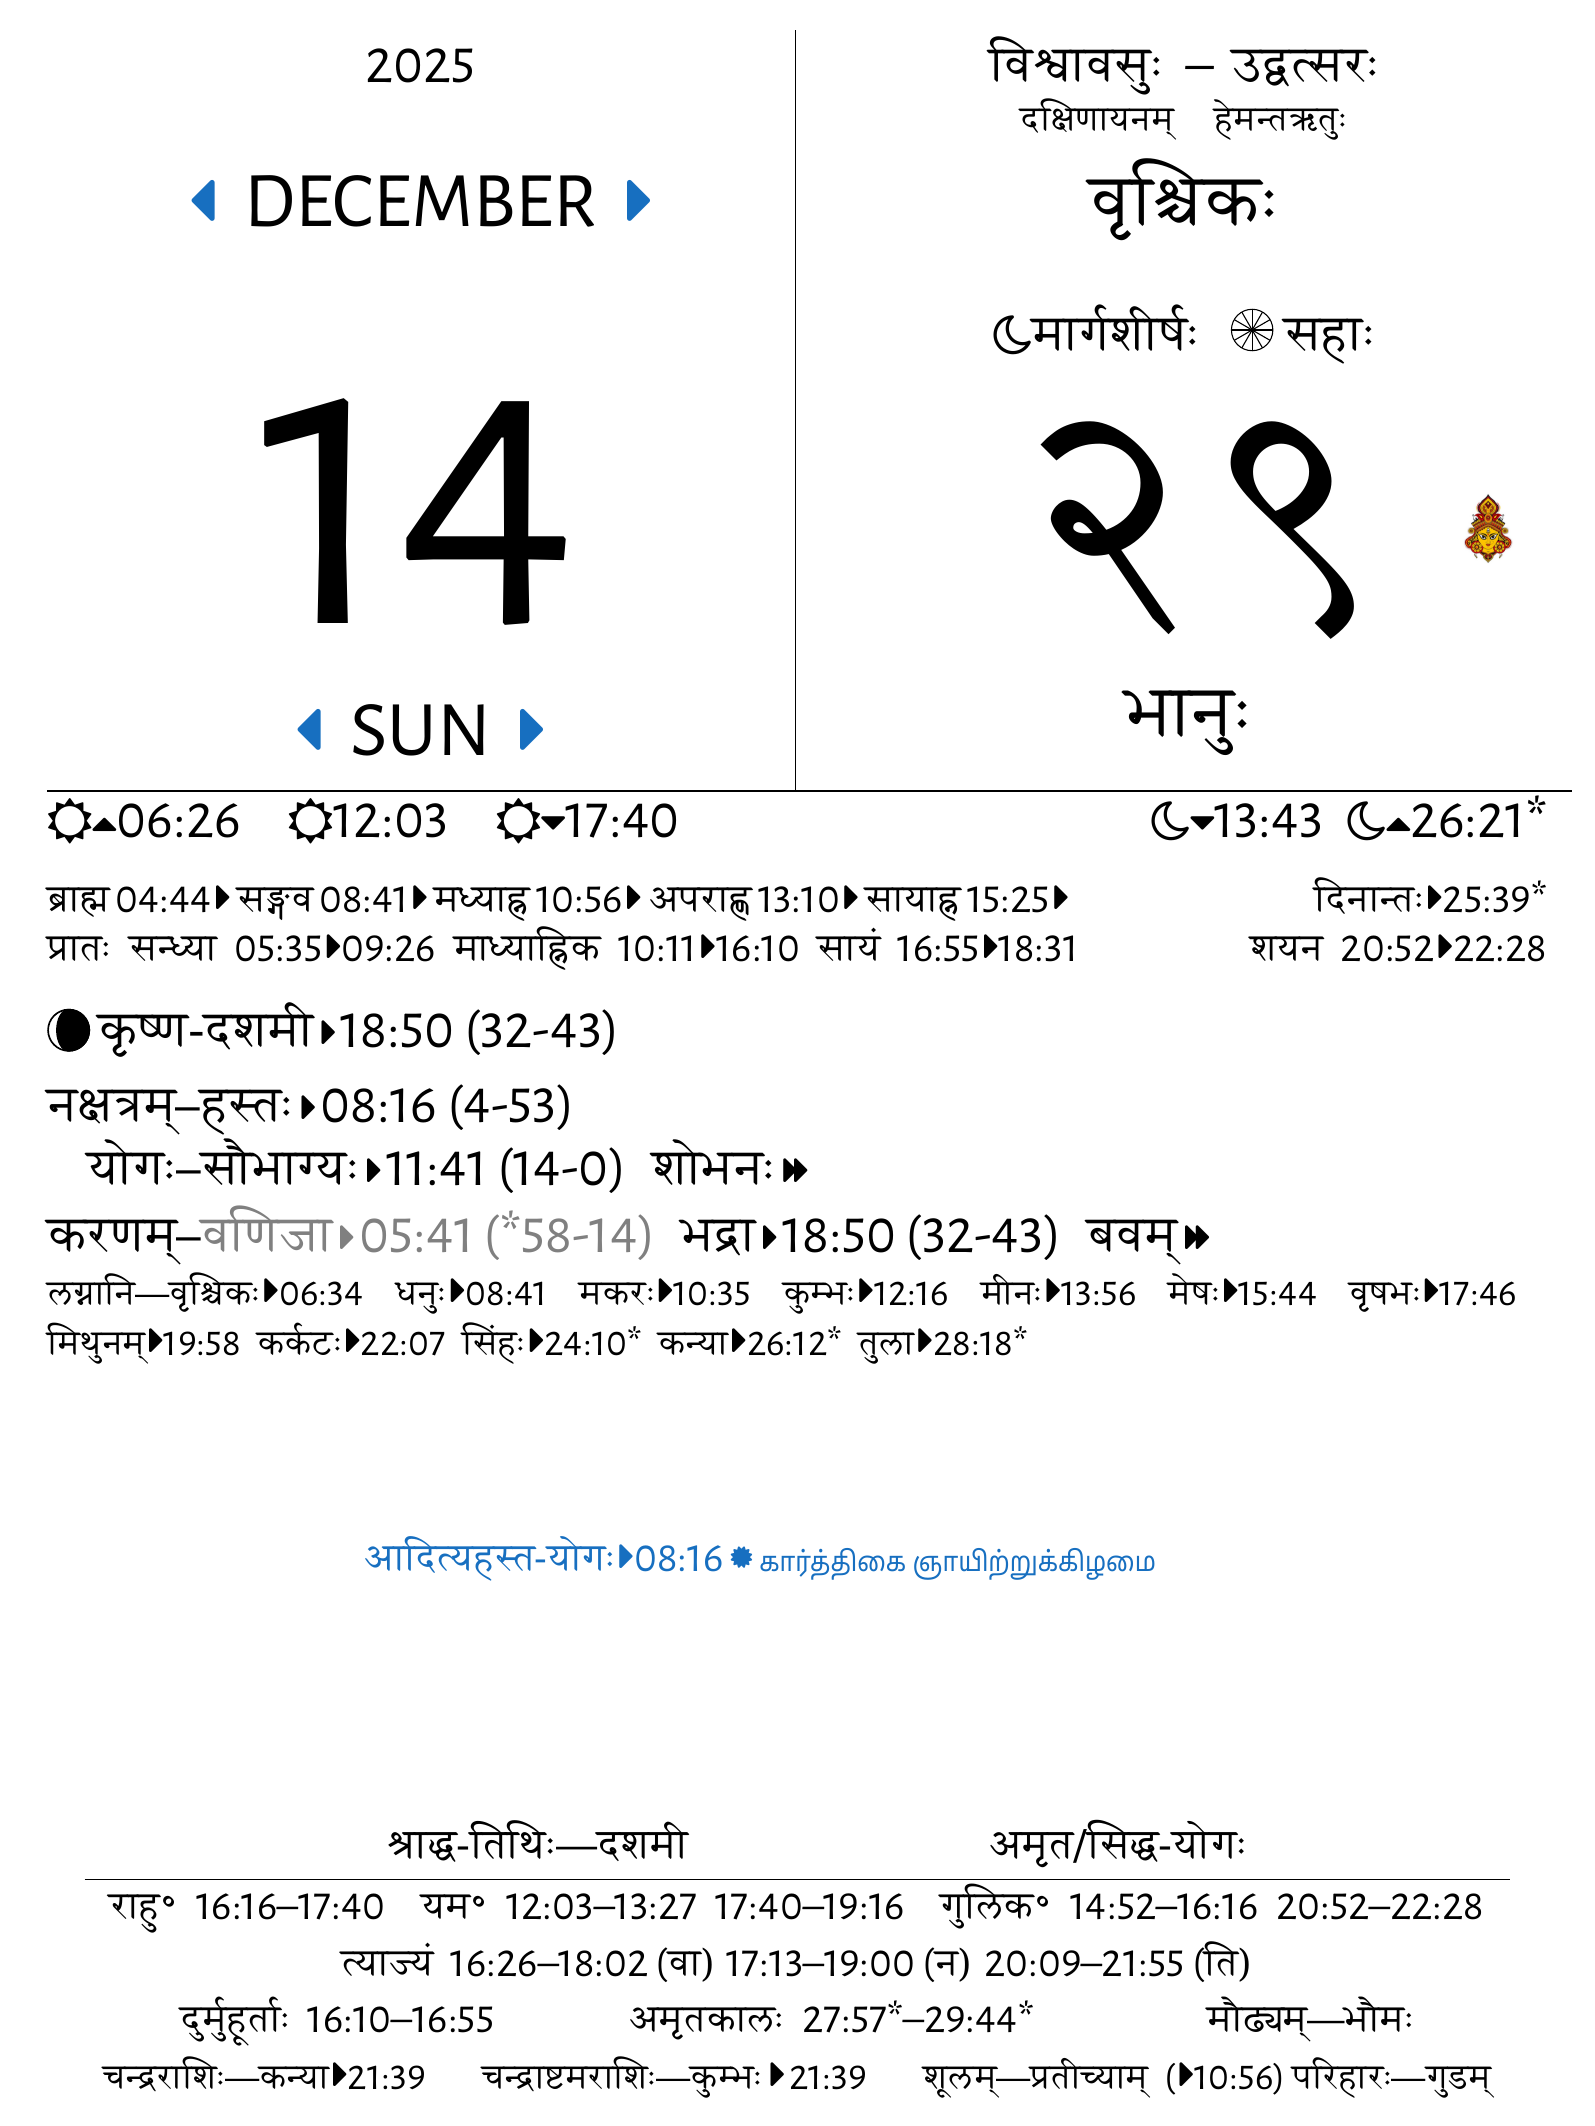 2025
DECEMBER
14
SUN
विश्वावसुः – उद्वत्सरः
दक्षिणायनम् हेमन्तऋतुः
वृश्चिकः
मार्गशीर्षः सहाः
२९
भानुः
06:26 12:03 17:40 13:43 26:21*
ब्राह्म 04:44 सङ्गव 08:41 मध्याह्न 10:56 अपराह्ण 13:10 सायाह्न 15:25 दिनान्तः 25:39*
प्रातः सन्ध्या 05:35 09:26 माध्याह्निक 10:11 16:10 सायं 16:55 18:31 शयन 20:52 22:28
कृष्ण-दशमी 18:50 (32-43)
नक्षत्रम्–हस्तः 08:16 (4-53)
योगः–सौभाग्यः 11:41 (14-0) शोभनः
करणम्–वणिजा 05:41 (*58-14) भद्रा 18:50 (32-43) बवम्
लग्नानि—वृश्चिकः 06:34 धनुः 08:41 मकरः 10:35 कुम्भः 12:16 मीनः 13:56 मेषः 15:44 वृषभः 17:46
मिथुनम् 19:58 कर्कटः 22:07 सिंहः 24:10* कन्या 26:12* तुला 28:18*
आदित्यहस्त-योगः 08:16 கார்த்திகை ஞாயிற்றுக்கிழமை
श्राद्ध-तिथिः—दशमी अमृत/सिद्ध-योगः
राहु॰ 16:16–17:40 यम॰ 12:03–13:27 17:40–19:16 गुलिक॰ 14:52–16:16 20:52–22:28
त्याज्यं 16:26–18:02 (वा) 17:13–19:00 (न) 20:09–21:55 (ति)
दुर्मुहूर्ताः 16:10–16:55 अमृतकालः 27:57*–29:44* मौढ्यम्—भौमः
चन्द्रराशिः—कन्या 21:39 चन्द्राष्टमराशिः—कुम्भः 21:39 शूलम्—प्रतीच्याम् ( 10:56) परिहारः—गुडम्